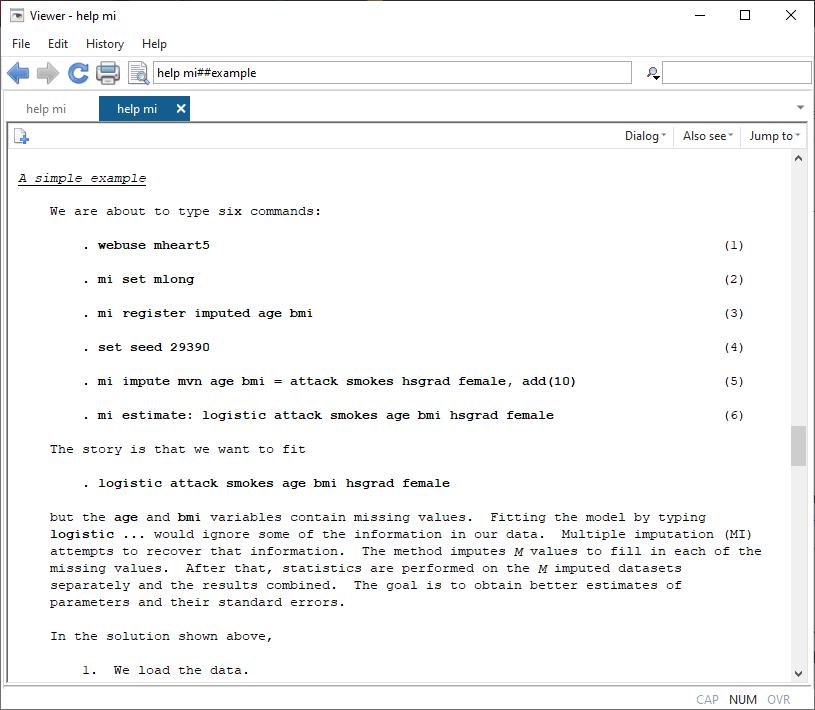 Viewer - help mi
File Edit History Help
help mi##example
help mi help mi
Dialog Also see Jump to
A simple example
We are about to type six commands:
. webuse mheart5 (1)
. mi set mlong (2)
. mi register imputed age bmi (3)
. set seed 29390 (4)
. mi impute mvn age bmi = attack smokes hsgrad female, add(10) (5)
. mi estimate: logistic attack smokes age bmi hsgrad female (6)
The story is that we want to fit
. logistic attack smokes age bmi hsgrad female
but the age and bmi variables contain missing values.  Fitting the model by typing
logistic ... would ignore some of the information in our data.  Multiple imputation (MI)
attempts to recover that information.  The method imputes M values to fill in each of the
missing values.  After that, statistics are performed on the M imputed datasets
separately and the results combined.  The goal is to obtain better estimates of
parameters and their standard errors.
In the solution shown above,
1.  We load the data.
CAP NUM OVR